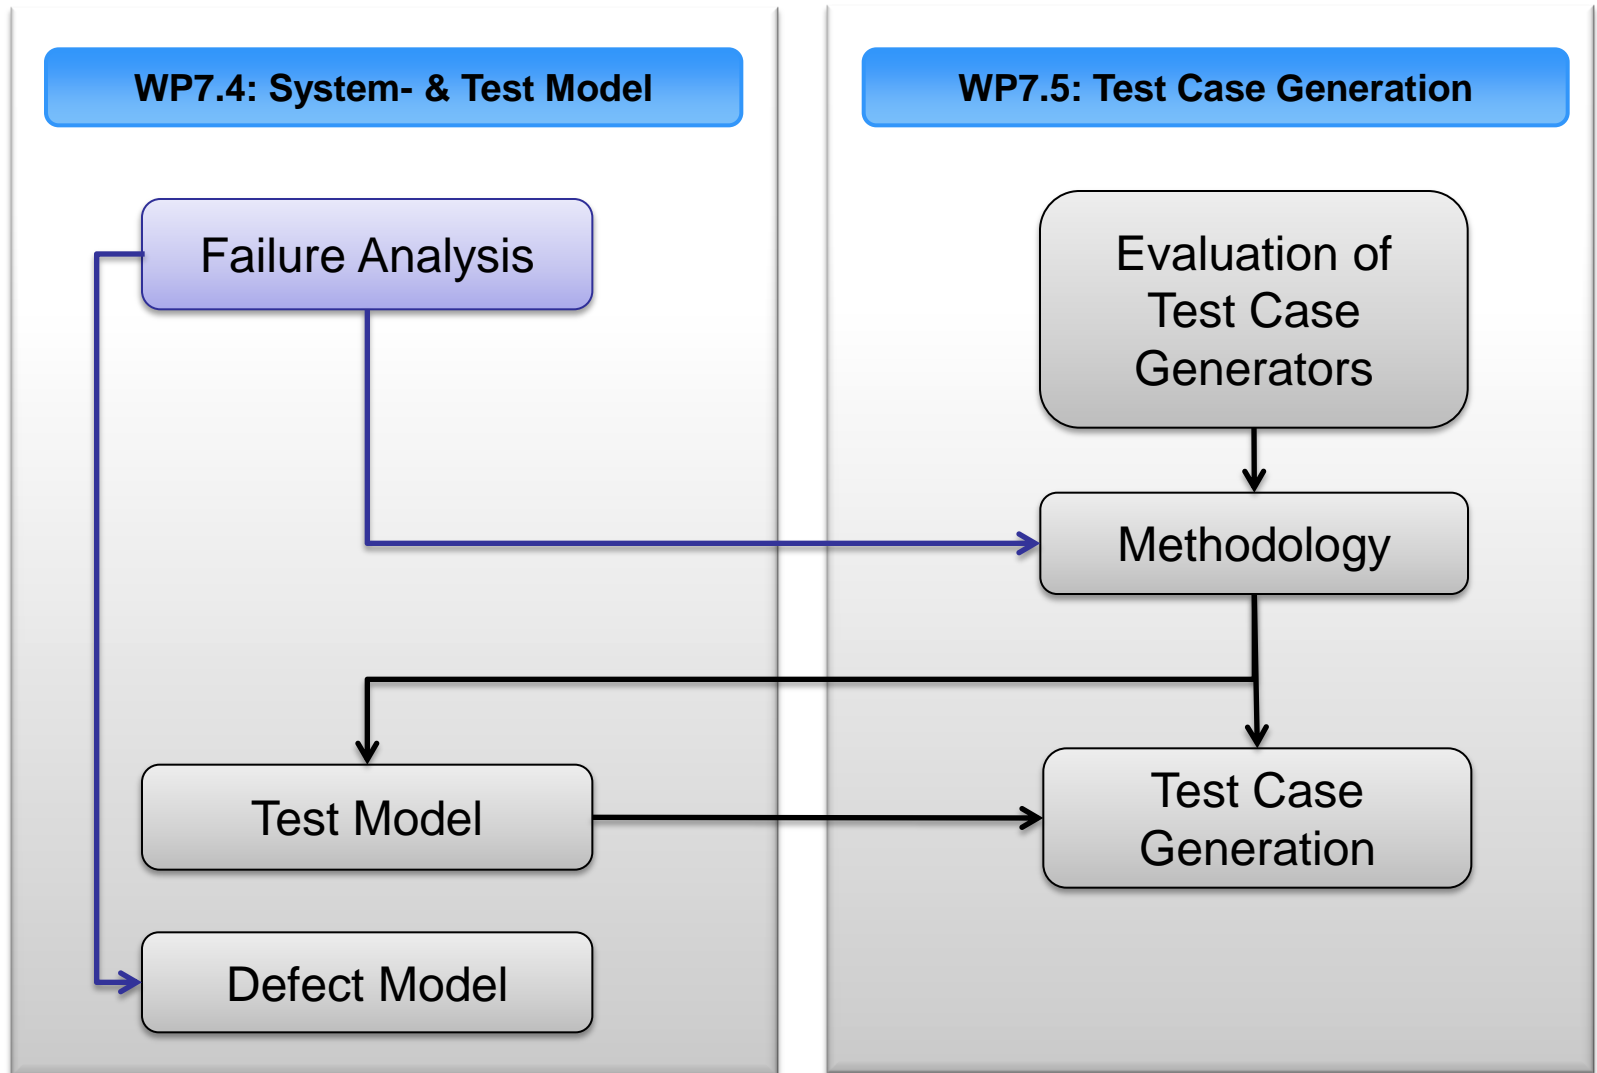 WP7.4: System- & Test Model
Failure Analysis
Test Model
Defect Model
WP7.5: Test Case Generation
Evaluation of
Test Case
Generators
Methodology
Test Case
Generation